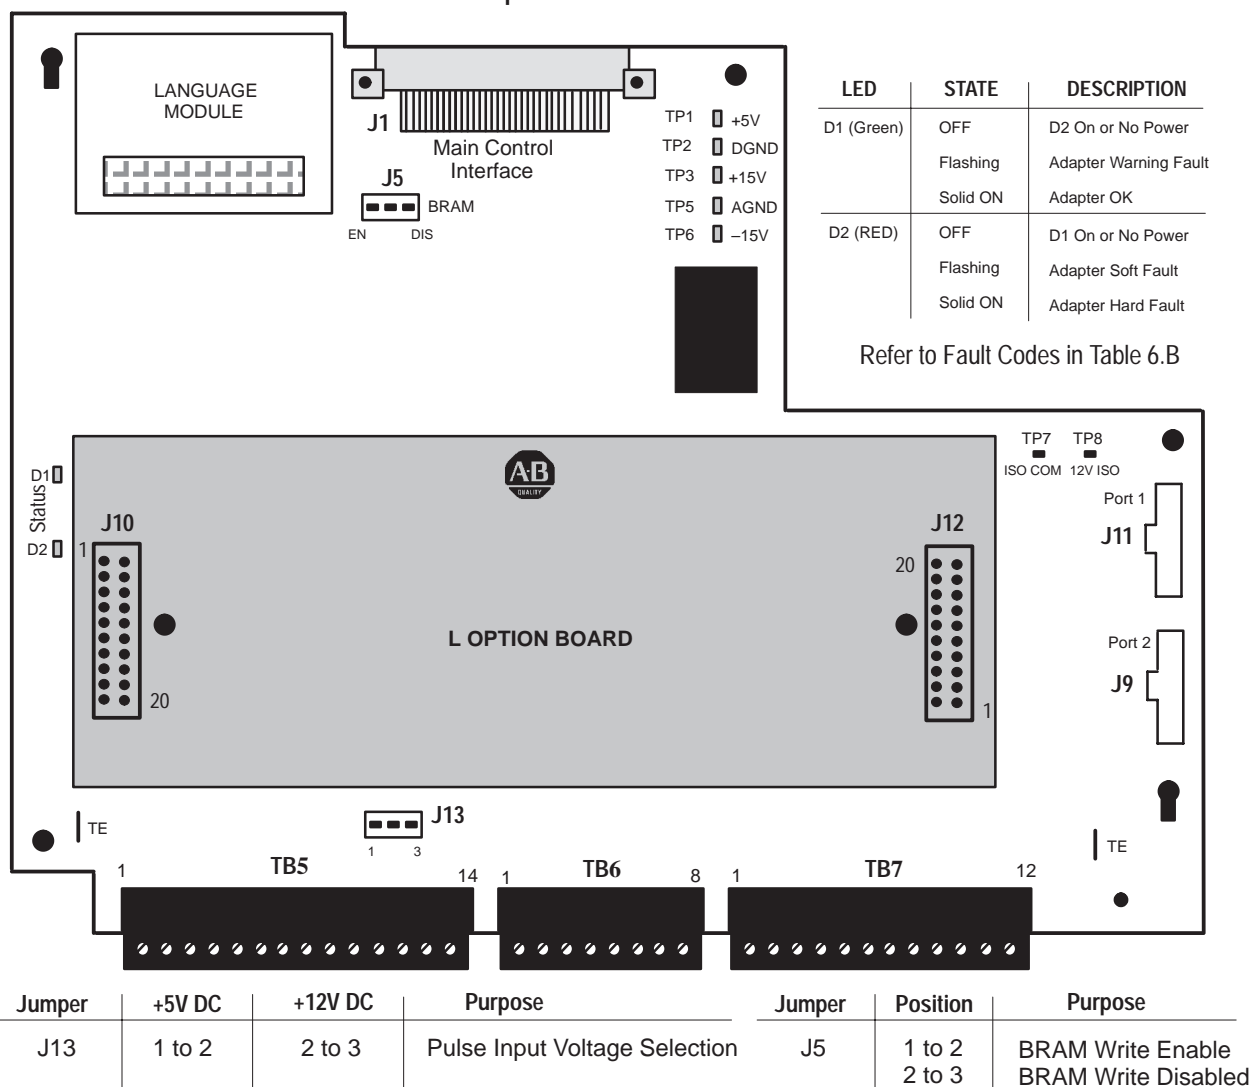 LANGUAGE
MODULE
J1
Main Control
Interface
J5
BRAM
EN DIS
TP1 +5V
TP2 DGND
TP3 +15V
TP5 AGND
TP6 –15V
LED STATE DESCRIPTION
D1 (Green) OFF D2 On or No Power
Flashing Adapter Warning Fault
Solid ON Adapter OK
D2 (RED) OFF D1 On or No Power
Flashing Adapter Soft Fault
Solid ON Adapter Hard Fault
Refer to Fault Codes in Table 6.B
D1
Status
D2
J10
1
20
A·B
QUALITY
L OPTION BOARD
J12
20
1
TP7 TP8
ISO COM 12V ISO
Port 1
J11
Port 2
J9
TE
J13
1 3
TE
1 TB5 14
1 TB6 8
1 TB7 12
Jumper +5V DC +12V DC Purpose
J13 1 to 2 2 to 3 Pulse Input Voltage Selection
Jumper Position Purpose
J5 1 to 2 BRAM Write Enable
2 to 3 BRAM Write Disabled